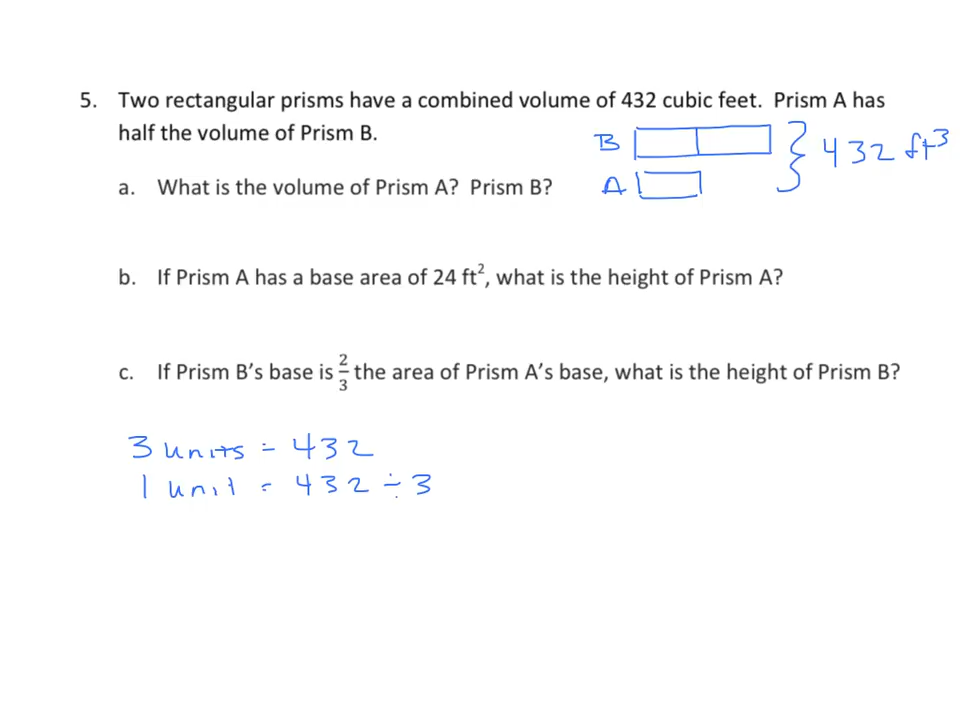 5. Two rectangular prisms have a combined volume of 432 cubic feet. Prism A has
half the volume of Prism B.
B 432 ft³
a. What is the volume of Prism A? Prism B?
A
b. If Prism A has a base area of 24 ft², what is the height of Prism A?
c. If Prism B's base is 2/3 the area of Prism A's base, what is the height of Prism B?
3 units = 432
1 unit = 432 ÷ 3